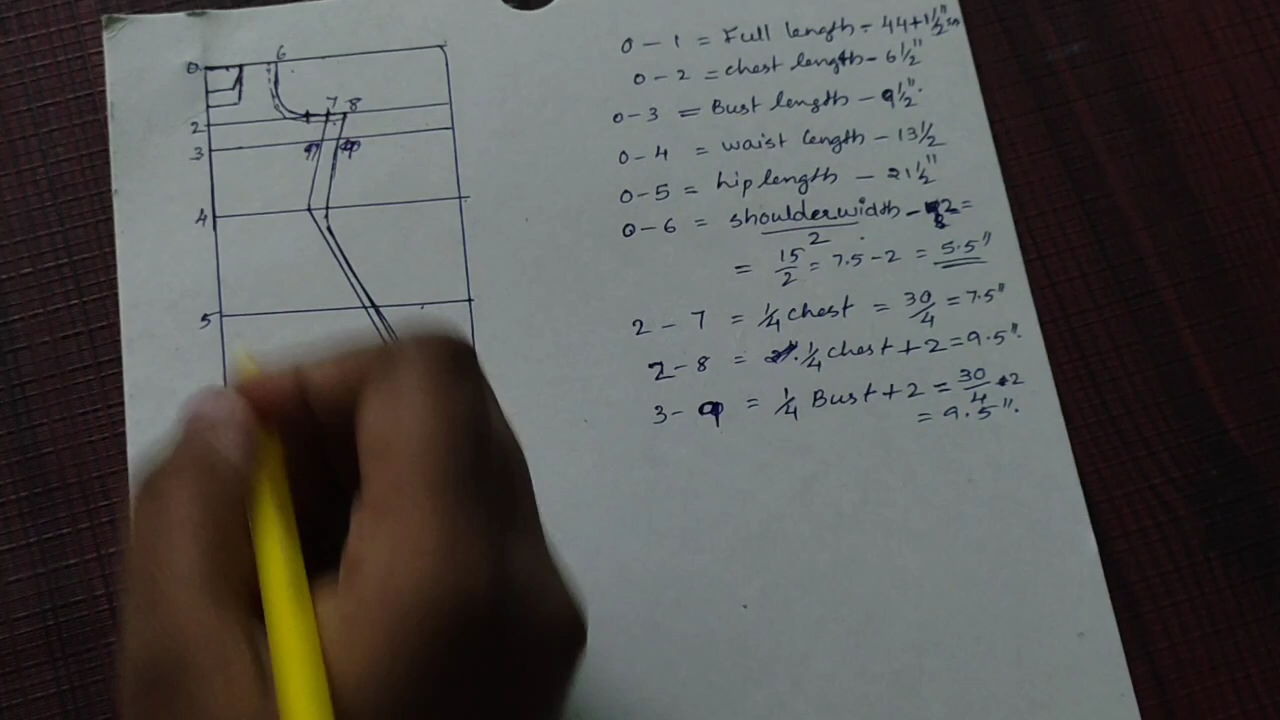 0 - 1 = Full length - 44+1½" in
0 - 2 = chest length - 6½"
0 - 3 = Bust length - 9½".
0 - 4 = waist length - 13½
0 - 5 = hip length - 21½"
0 - 6 = shoulder width - 2 =
2
= 15/2 = 7.5 - 2 = 5.5"
2 - 7 = ¼ chest = 30/4 = 7.5"
2 - 8 = ¼ chest + 2 = 9.5".
3 - 9 = ¼ Bust + 2 = 30/4 +2
= 9.5".
0
6
7 8
2
3
9
4
5